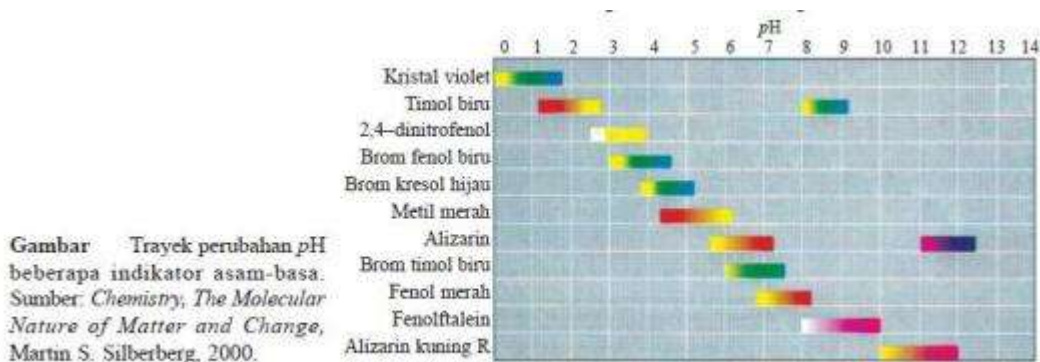 pH
0 1 2 3 4 5 6 7 8 9 10 11 12 13 14
Kristal violet
Timol biru
2,4–dinitrofenol
Brom fenol biru
Brom kresol hijau
Metil merah
Alizarin
Brom timol biru
Fenol merah
Fenolftalein
Alizarin kuning R
Gambar Trayek perubahan pH
beberapa indikator asam-basa.
Sumber: Chemistry, The Molecular
Nature of Matter and Change,
Martin S. Silberberg, 2000.